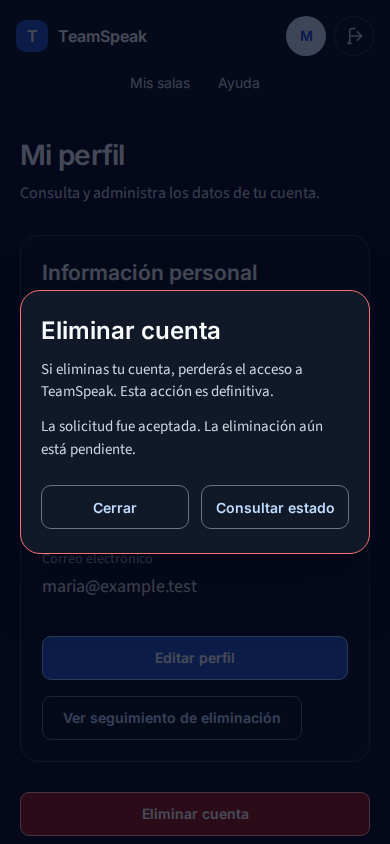 T TeamSpeak M
Mis salas Ayuda
Mi perfil
Consulta y administra los datos de tu cuenta.
Información personal
Eliminar cuenta
Si eliminas tu cuenta, perderás el acceso a
TeamSpeak. Esta acción es definitiva.
La solicitud fue aceptada. La eliminación aún
está pendiente.
Cerrar Consultar estado
Correo electrónico
maria@example.test
Editar perfil
Ver seguimiento de eliminación
Eliminar cuenta